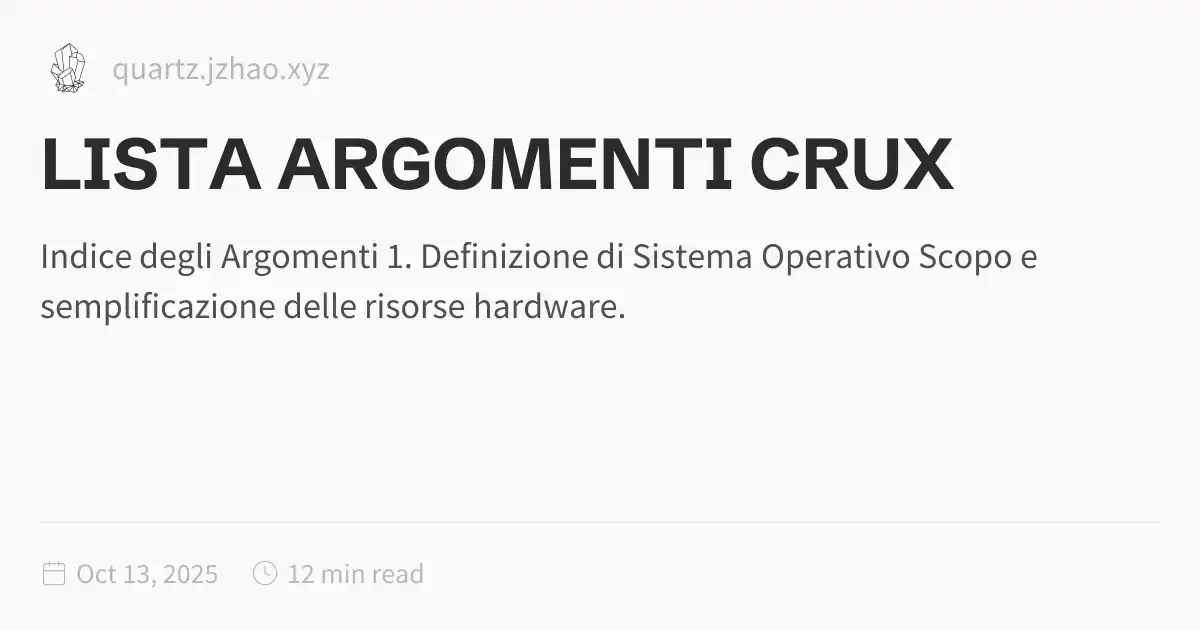 quartz.jzhao.xyz
LISTA ARGOMENTI CRUX
Indice degli Argomenti 1. Definizione di Sistema Operativo Scopo e
semplificazione delle risorse hardware.
Oct 13, 2025 12 min read